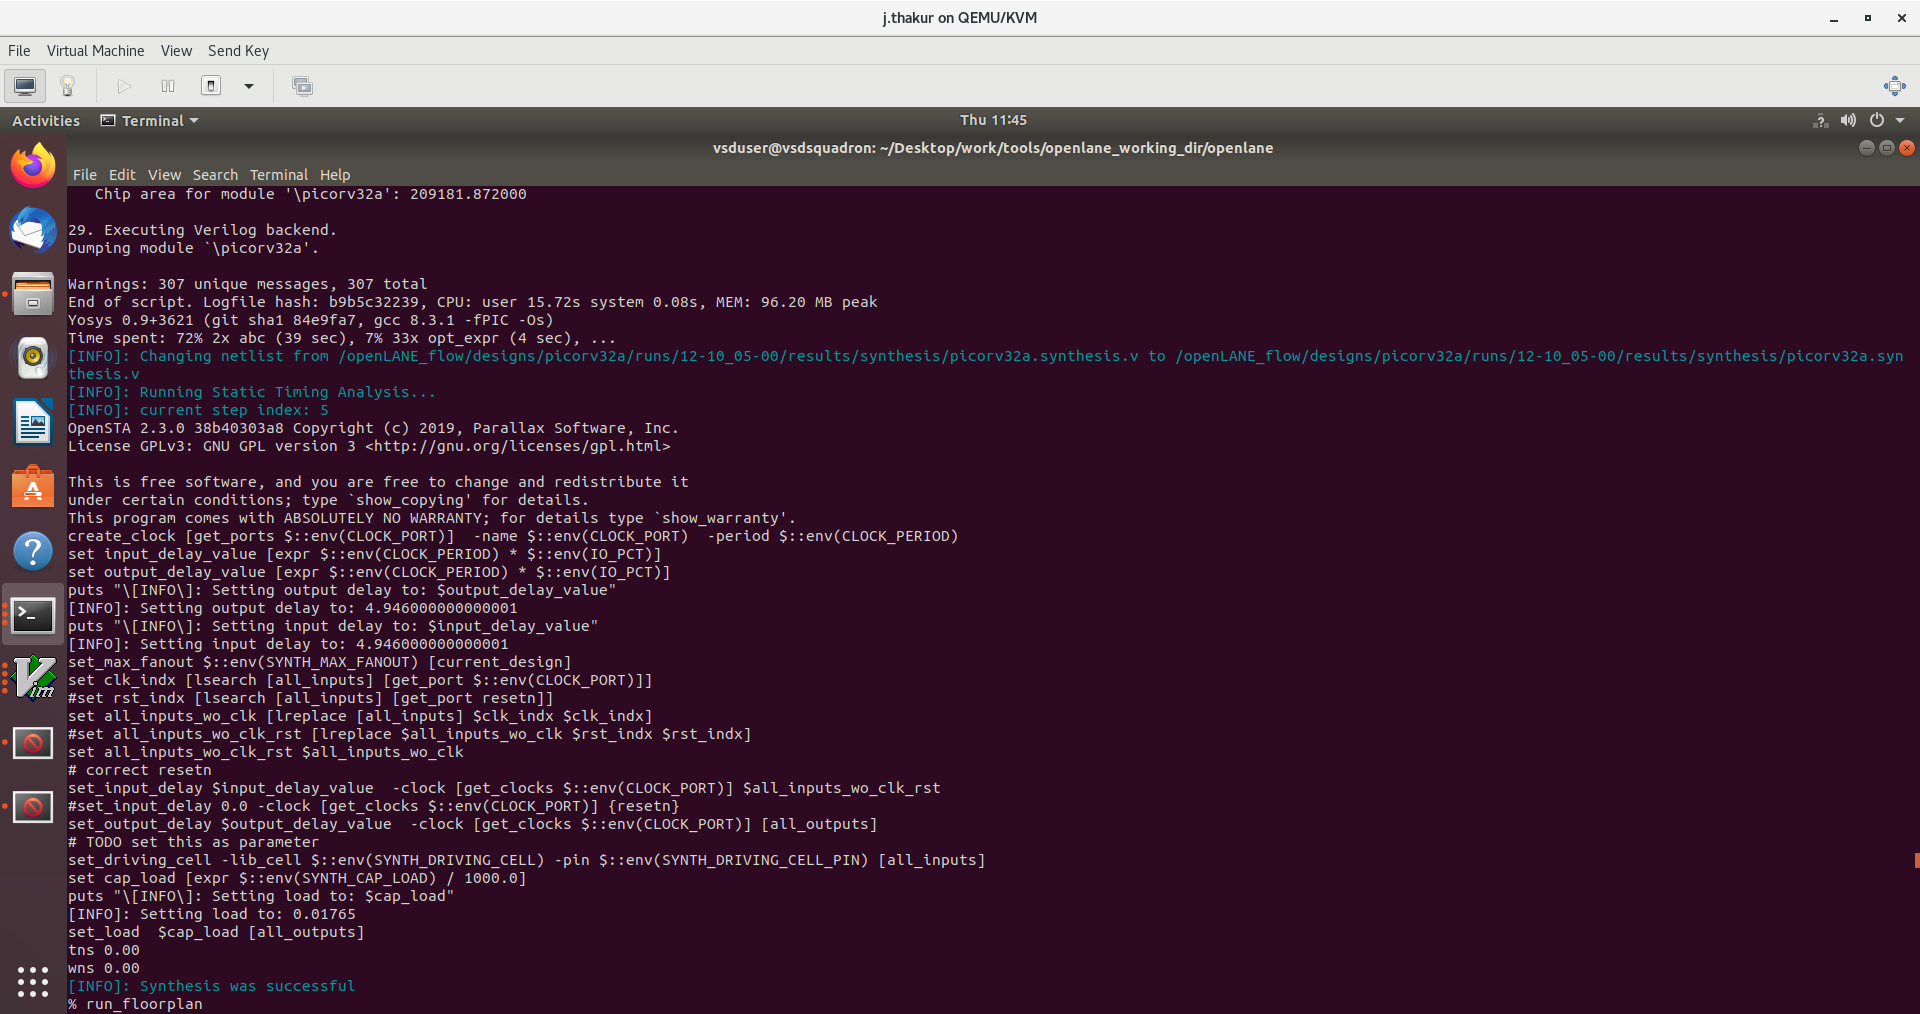 j.thakur on QEMU/KVM
File Virtual Machine View Send Key
Activities Terminal Thu 11:45
vsduser@vsdsquadron: ~/Desktop/work/tools/openlane_working_dir/openlane
File Edit View Search Terminal Help
   Chip area for module '\picorv32a': 209181.872000
29. Executing Verilog backend.
Dumping module `\picorv32a'.
Warnings: 307 unique messages, 307 total
End of script. Logfile hash: b9b5c32239, CPU: user 15.72s system 0.08s, MEM: 96.20 MB peak
Yosys 0.9+3621 (git sha1 84e9fa7, gcc 8.3.1 -fPIC -Os)
Time spent: 72% 2x abc (39 sec), 7% 33x opt_expr (4 sec), ...
[INFO]: Changing netlist from /openLANE_flow/designs/picorv32a/runs/12-10_05-00/results/synthesis/picorv32a.synthesis.v to /openLANE_flow/designs/picorv32a/runs/12-10_05-00/results/synthesis/picorv32a.syn
thesis.v
[INFO]: Running Static Timing Analysis...
[INFO]: current step index: 5
OpenSTA 2.3.0 38b40303a8 Copyright (c) 2019, Parallax Software, Inc.
License GPLv3: GNU GPL version 3 <http://gnu.org/licenses/gpl.html>
This is free software, and you are free to change and redistribute it
under certain conditions; type `show_copying' for details.
This program comes with ABSOLUTELY NO WARRANTY; for details type `show_warranty'.
create_clock [get_ports $::env(CLOCK_PORT)]  -name $::env(CLOCK_PORT)  -period $::env(CLOCK_PERIOD)
set input_delay_value [expr $::env(CLOCK_PERIOD) * $::env(IO_PCT)]
set output_delay_value [expr $::env(CLOCK_PERIOD) * $::env(IO_PCT)]
puts "\[INFO\]: Setting output delay to: $output_delay_value"
[INFO]: Setting output delay to: 4.946000000000001
puts "\[INFO\]: Setting input delay to: $input_delay_value"
[INFO]: Setting input delay to: 4.946000000000001
set_max_fanout $::env(SYNTH_MAX_FANOUT) [current_design]
set clk_indx [lsearch [all_inputs] [get_port $::env(CLOCK_PORT)]]
#set rst_indx [lsearch [all_inputs] [get_port resetn]]
set all_inputs_wo_clk [lreplace [all_inputs] $clk_indx $clk_indx]
#set all_inputs_wo_clk_rst [lreplace $all_inputs_wo_clk $rst_indx $rst_indx]
set all_inputs_wo_clk_rst $all_inputs_wo_clk
# correct resetn
set_input_delay $input_delay_value  -clock [get_clocks $::env(CLOCK_PORT)] $all_inputs_wo_clk_rst
#set_input_delay 0.0 -clock [get_clocks $::env(CLOCK_PORT)] {resetn}
set_output_delay $output_delay_value  -clock [get_clocks $::env(CLOCK_PORT)] [all_outputs]
# TODO set this as parameter
set_driving_cell -lib_cell $::env(SYNTH_DRIVING_CELL) -pin $::env(SYNTH_DRIVING_CELL_PIN) [all_inputs]
set cap_load [expr $::env(SYNTH_CAP_LOAD) / 1000.0]
puts "\[INFO\]: Setting load to: $cap_load"
[INFO]: Setting load to: 0.01765
set_load  $cap_load [all_outputs]
tns 0.00
wns 0.00
[INFO]: Synthesis was successful
% run_floorplan